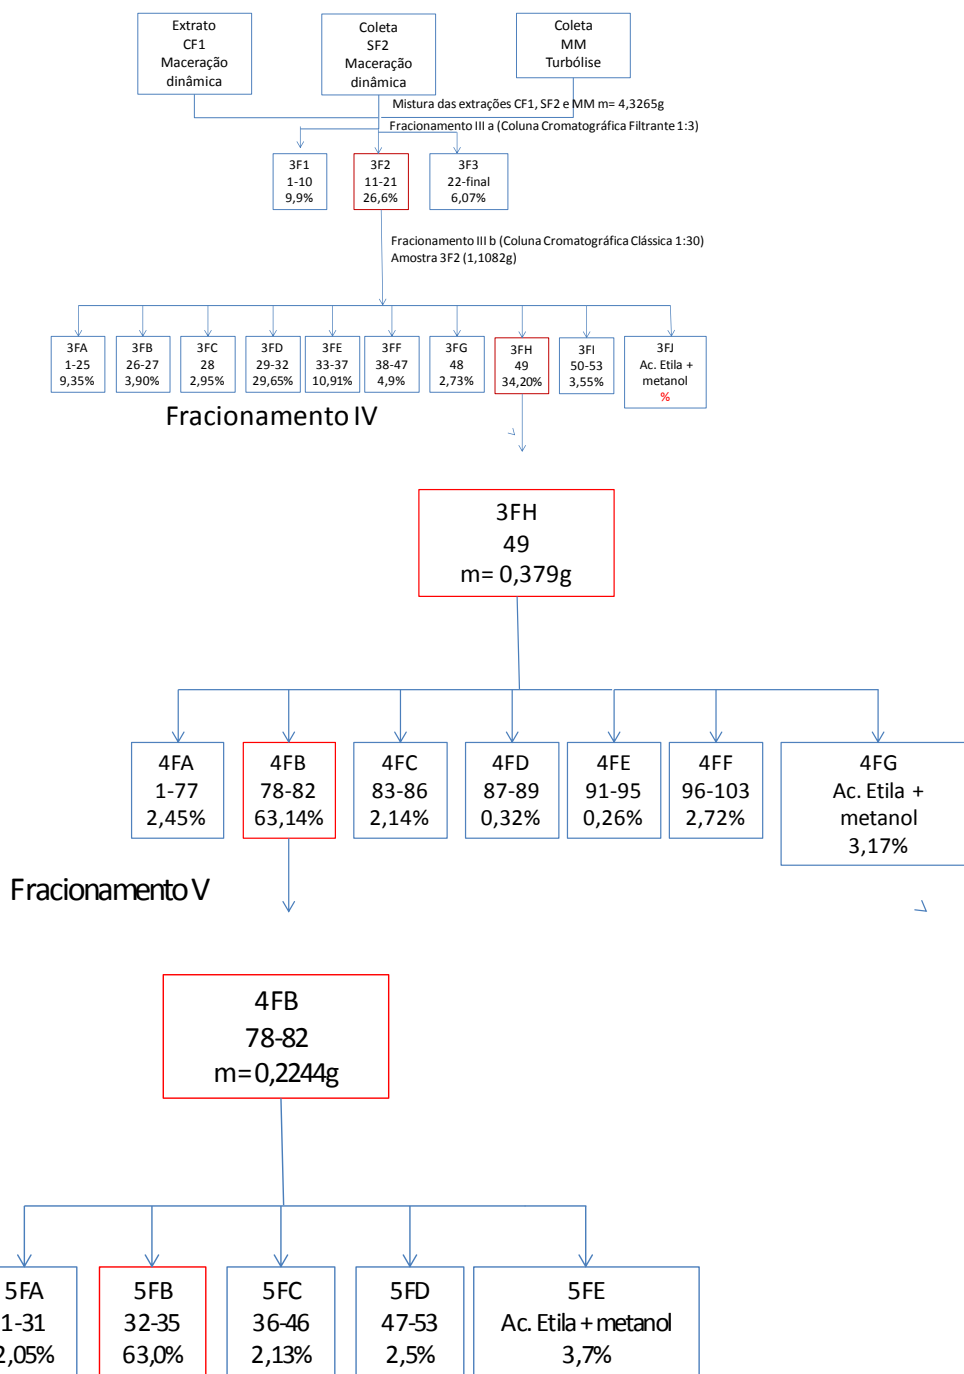 Extrato
CF1
Maceração
dinâmica
Coleta
SF2
Maceração
dinâmica
Coleta
MM
Turbólise
Mistura das extrações CF1, SF2 e MM m= 4,3265g
Fracionamento III a (Coluna Cromatográfica Filtrante 1:3)
3F1
1-10
9,9%
3F2
11-21
26,6%
3F3
22-final
6,07%
Fracionamento III b (Coluna Cromatográfica Clássica 1:30)
Amostra 3F2 (1,1082g)
3FA
1-25
9,35%
3FB
26-27
3,90%
3FC
28
2,95%
3FD
29-32
29,65%
3FE
33-37
10,91%
3FF
38-47
4,9%
3FG
48
2,73%
3FH
49
34,20%
3FI
50-53
3,55%
3FJ
Ac. Etila +
metanol
%
Fracionamento IV
3FH
49
m= 0,379g
4FA
1-77
2,45%
4FB
78-82
63,14%
4FC
83-86
2,14%
4FD
87-89
0,32%
4FE
91-95
0,26%
4FF
96-103
2,72%
4FG
Ac. Etila +
metanol
3,17%
Fracionamento V
4FB
78-82
m= 0,2244g
5FA
1-31
2,05%
5FB
32-35
63,0%
5FC
36-46
2,13%
5FD
47-53
2,5%
5FE
Ac. Etila + metanol
3,7%